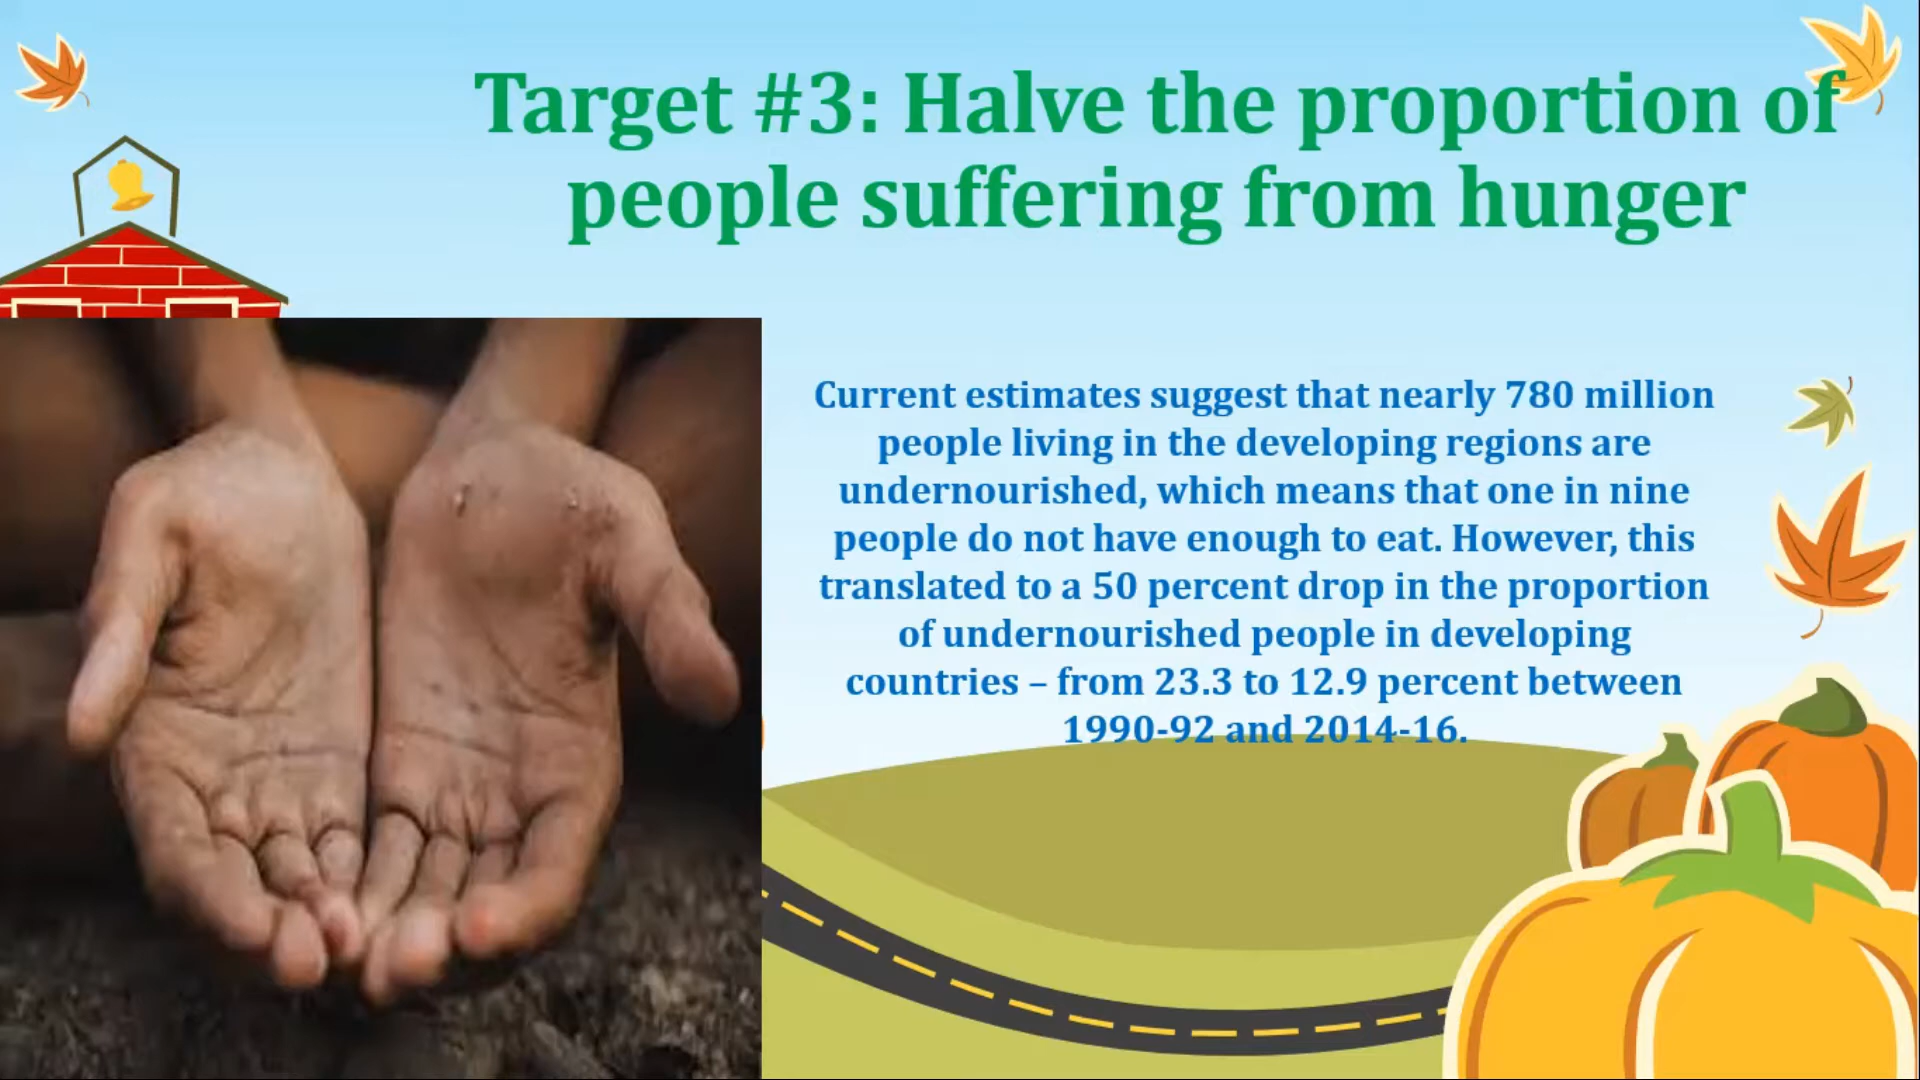 Target #3: Halve the proportion of
people suffering from hunger
Current estimates suggest that nearly 780 million
people living in the developing regions are
undernourished, which means that one in nine
people do not have enough to eat. However, this
translated to a 50 percent drop in the proportion
of undernourished people in developing
countries – from 23.3 to 12.9 percent between
1990-92 and 2014-16.